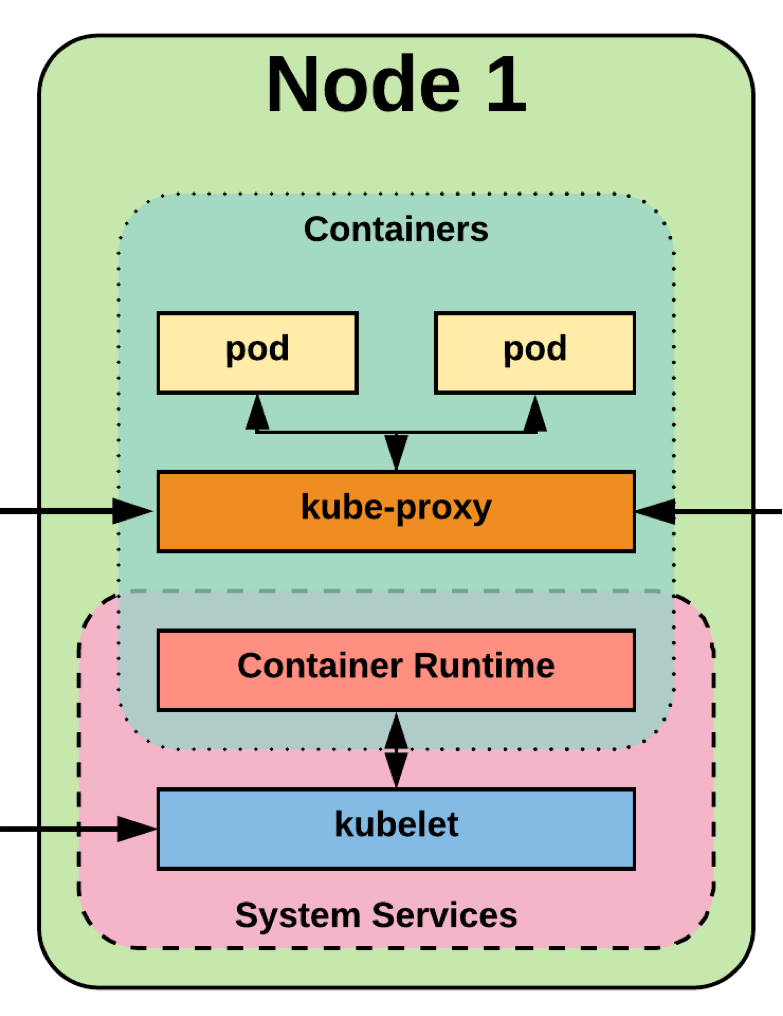 Node 1
Containers
pod
pod
kube-proxy
Container Runtime
kubelet
System Services